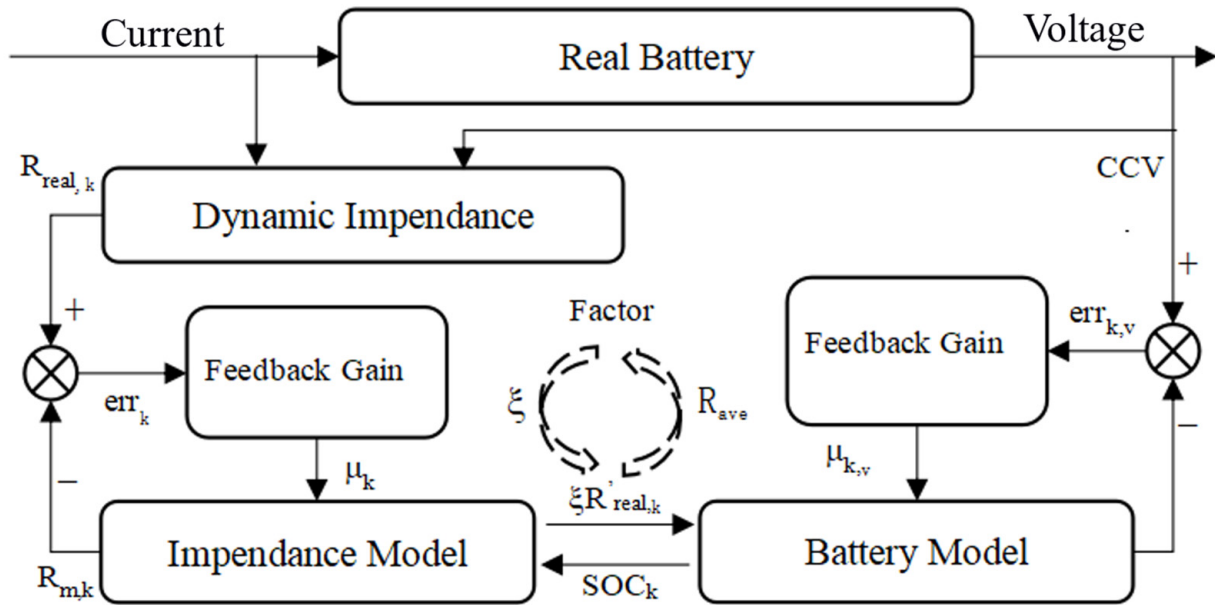 Current
Real Battery
Voltage
R_real, k
Dynamic Impendance
CCV
+
+
Factor
Feedback Gain
Feedback Gain
err_k,v
err_k
ξ
R_ave
−
−
μ_k
μ_k,v
ξR'_real,k
Impendance Model
Battery Model
R_m,k
SOC_k